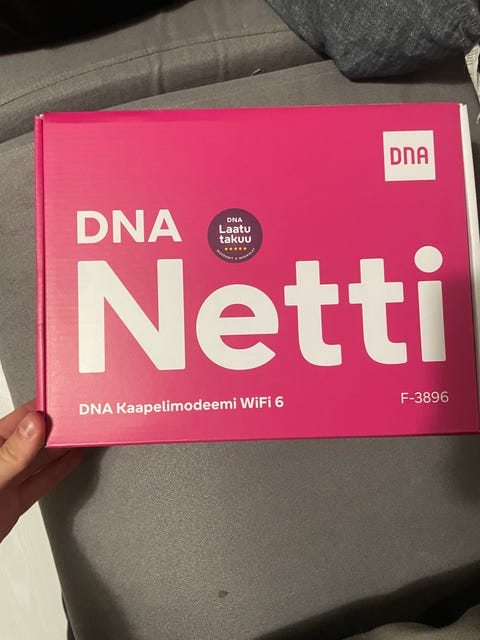 DNA
DNA
DNA
Laatu
takuu
Netti
DNA Kaapelimodeemi WiFi 6
F-3896